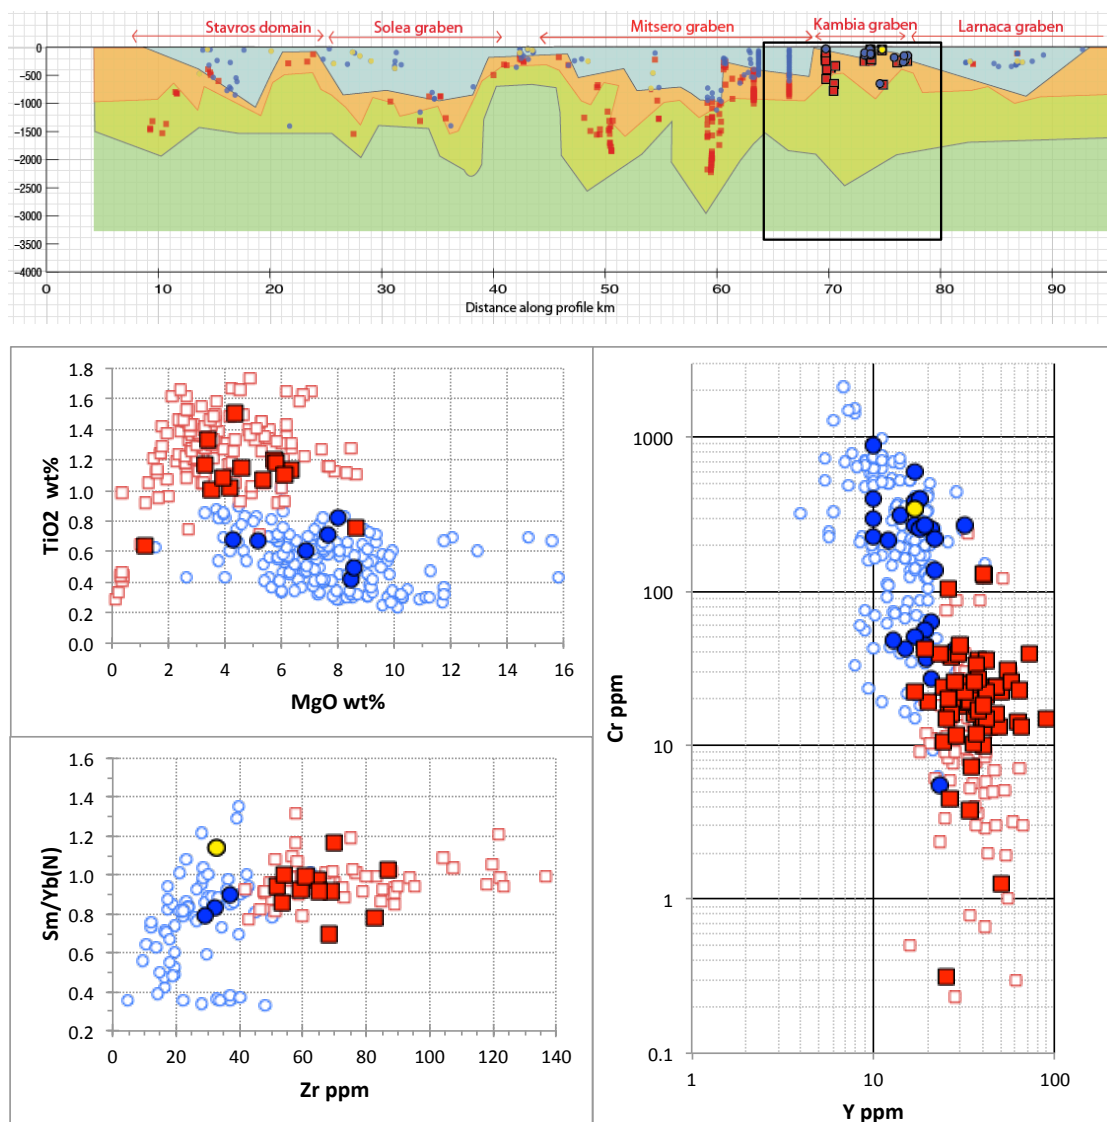 Stavros domain Solea graben Mitsero graben Kambia graben Larnaca graben
0
−500
−1000
−1500
−2000
−2500
−3000
−3500
−4000
0 10 20 30 40 50 60 70 80 90
Distance along profile km
TiO2 wt%
1.8
1.6
1.4
1.2
1.0
0.8
0.6
0.4
0.2
0.0
0 2 4 6 8 10 12 14 16
MgO wt%
Sm/Yb(N)
1.6
1.4
1.2
1.0
0.8
0.6
0.4
0.2
0 20 40 60 80 100 120 140
Zr ppm
Cr ppm
1000
100
10
1
0.1
1 10 100
Y ppm